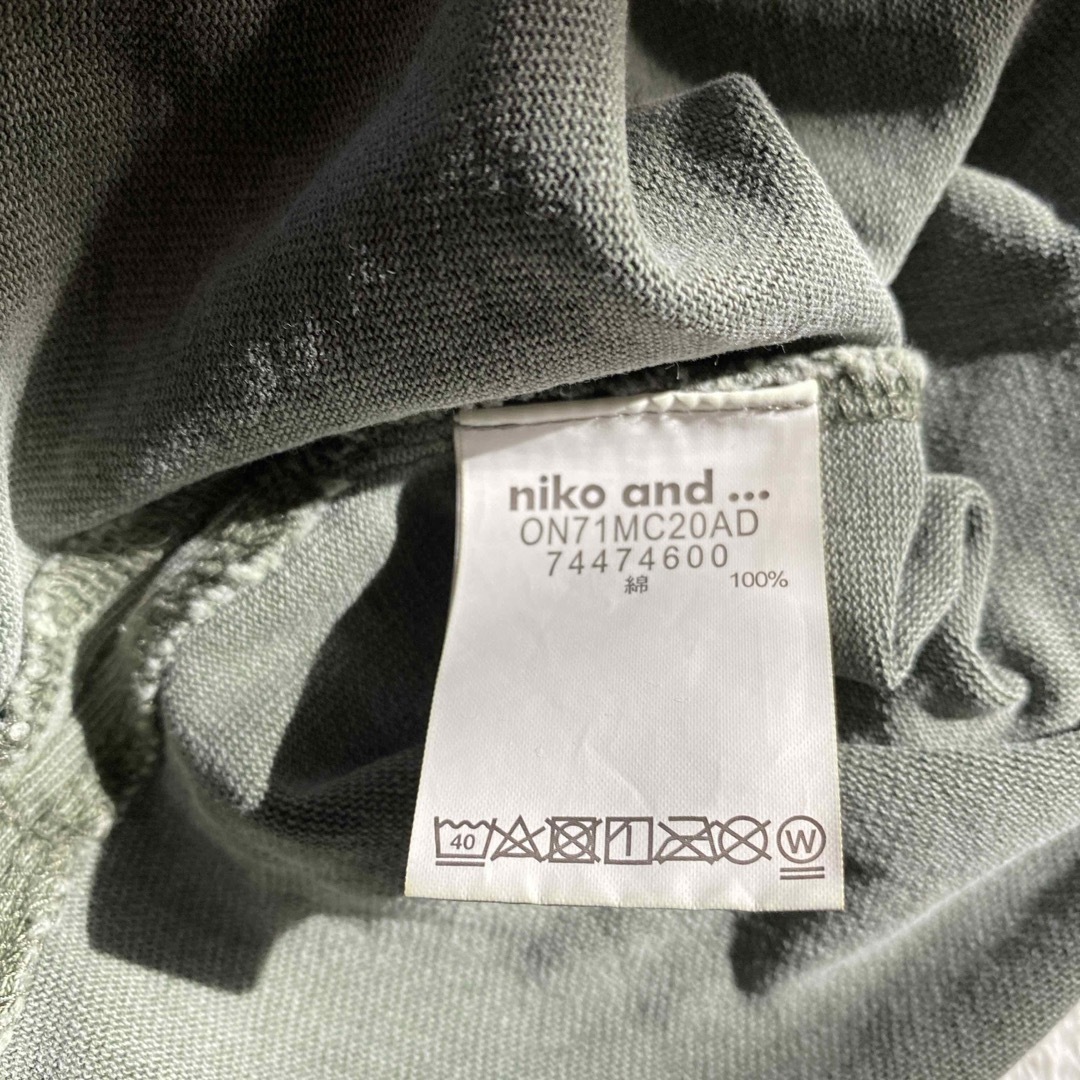 niko and ...
ON71MC20AD
74474600
綿 100%
40 W